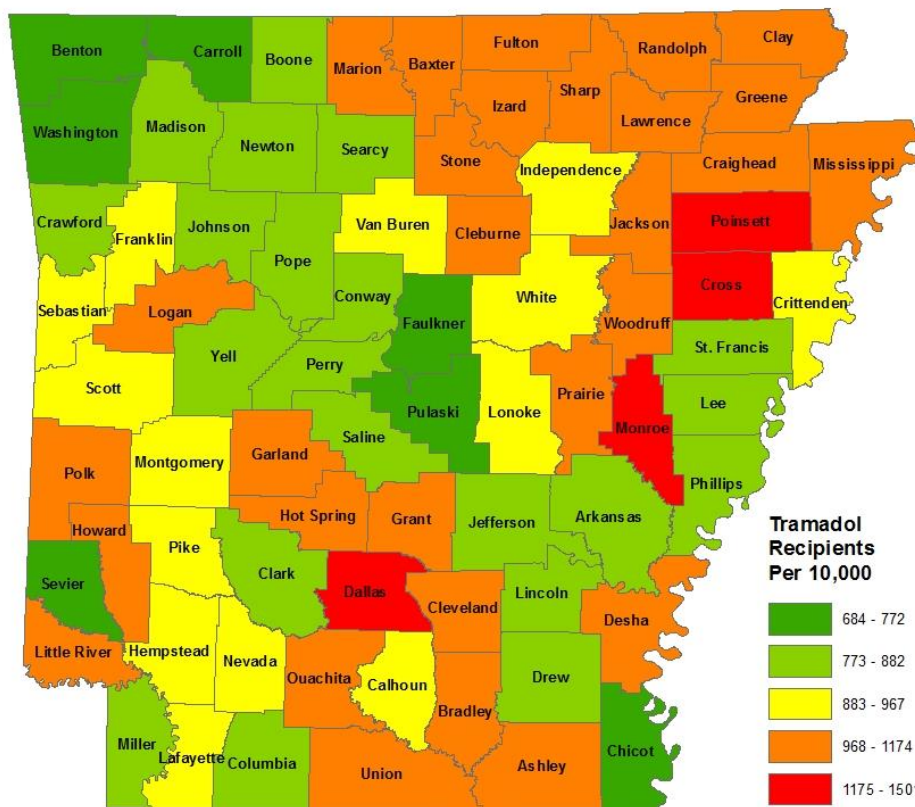 Benton
Carroll
Boone
Marion
Baxter
Fulton
Randolph
Clay
Izard
Sharp
Greene
Lawrence
Washington
Madison
Newton
Searcy
Stone
Independence
Craighead
Mississippi
Crawford
Franklin
Johnson
Pope
Van Buren
Cleburne
Jackson
Poinsett
Sebastian
Logan
Conway
Faulkner
White
Woodruff
Cross
Crittenden
Yell
Perry
St. Francis
Scott
Pulaski
Lonoke
Prairie
Monroe
Lee
Polk
Montgomery
Garland
Saline
Phillips
Howard
Pike
Hot Spring
Grant
Jefferson
Arkansas
Sevier
Clark
Dallas
Cleveland
Lincoln
Desha
Little River
Hempstead
Nevada
Ouachita
Calhoun
Bradley
Drew
Miller
Lafayette
Columbia
Union
Ashley
Chicot
Tramadol
Recipients
Per 10,000
684 - 772
773 - 882
883 - 967
968 - 1174
1175 - 150